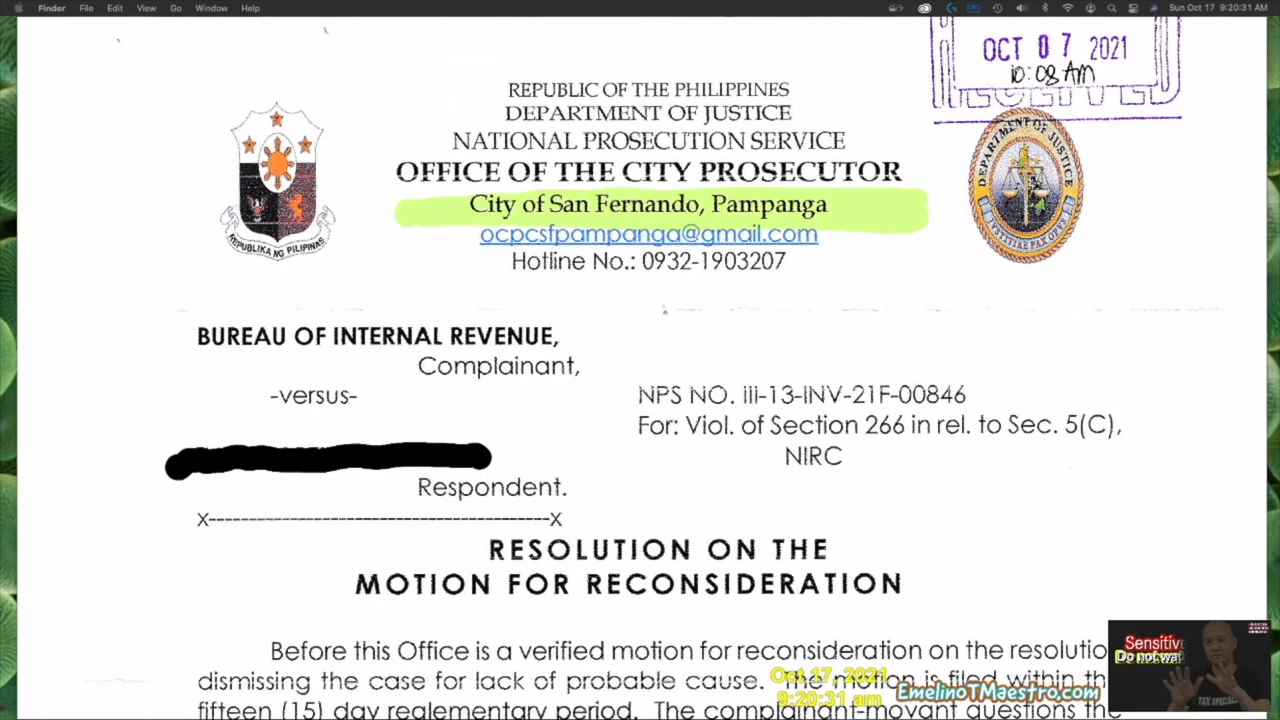 Finder File Edit View Go Window Help
Sun Oct 17 9:20:31 AM
OCT 07 2021
10:08 AM
REPUBLIC OF THE PHILIPPINES
DEPARTMENT OF JUSTICE
NATIONAL PROSECUTION SERVICE
OFFICE OF THE CITY PROSECUTOR
City of San Fernando, Pampanga
ocpcsfpampanga@gmail.com
Hotline No.: 0932-1903207
REPUBLIKA NG PILIPINAS
DEPARTMENT OF JUSTICE
BUREAU OF INTERNAL REVENUE,
Complainant,
-versus-
NPS NO. III-13-INV-21F-00846
For: Viol. of Section 266 in rel. to Sec. 5(C),
NIRC
Respondent.
X----------------------------------------X
RESOLUTION ON THE
MOTION FOR RECONSIDERATION
Before this Office is a verified motion for reconsideration on the resolutio
dismissing the case for lack of probable cause. The motion is filed within th
fifteen (15) day reglementary period. The complainant-movant questions the
Oct 17, 2021
9:20:31 am
EmelinoTMaestro.com
Sensitiv
Do not wa